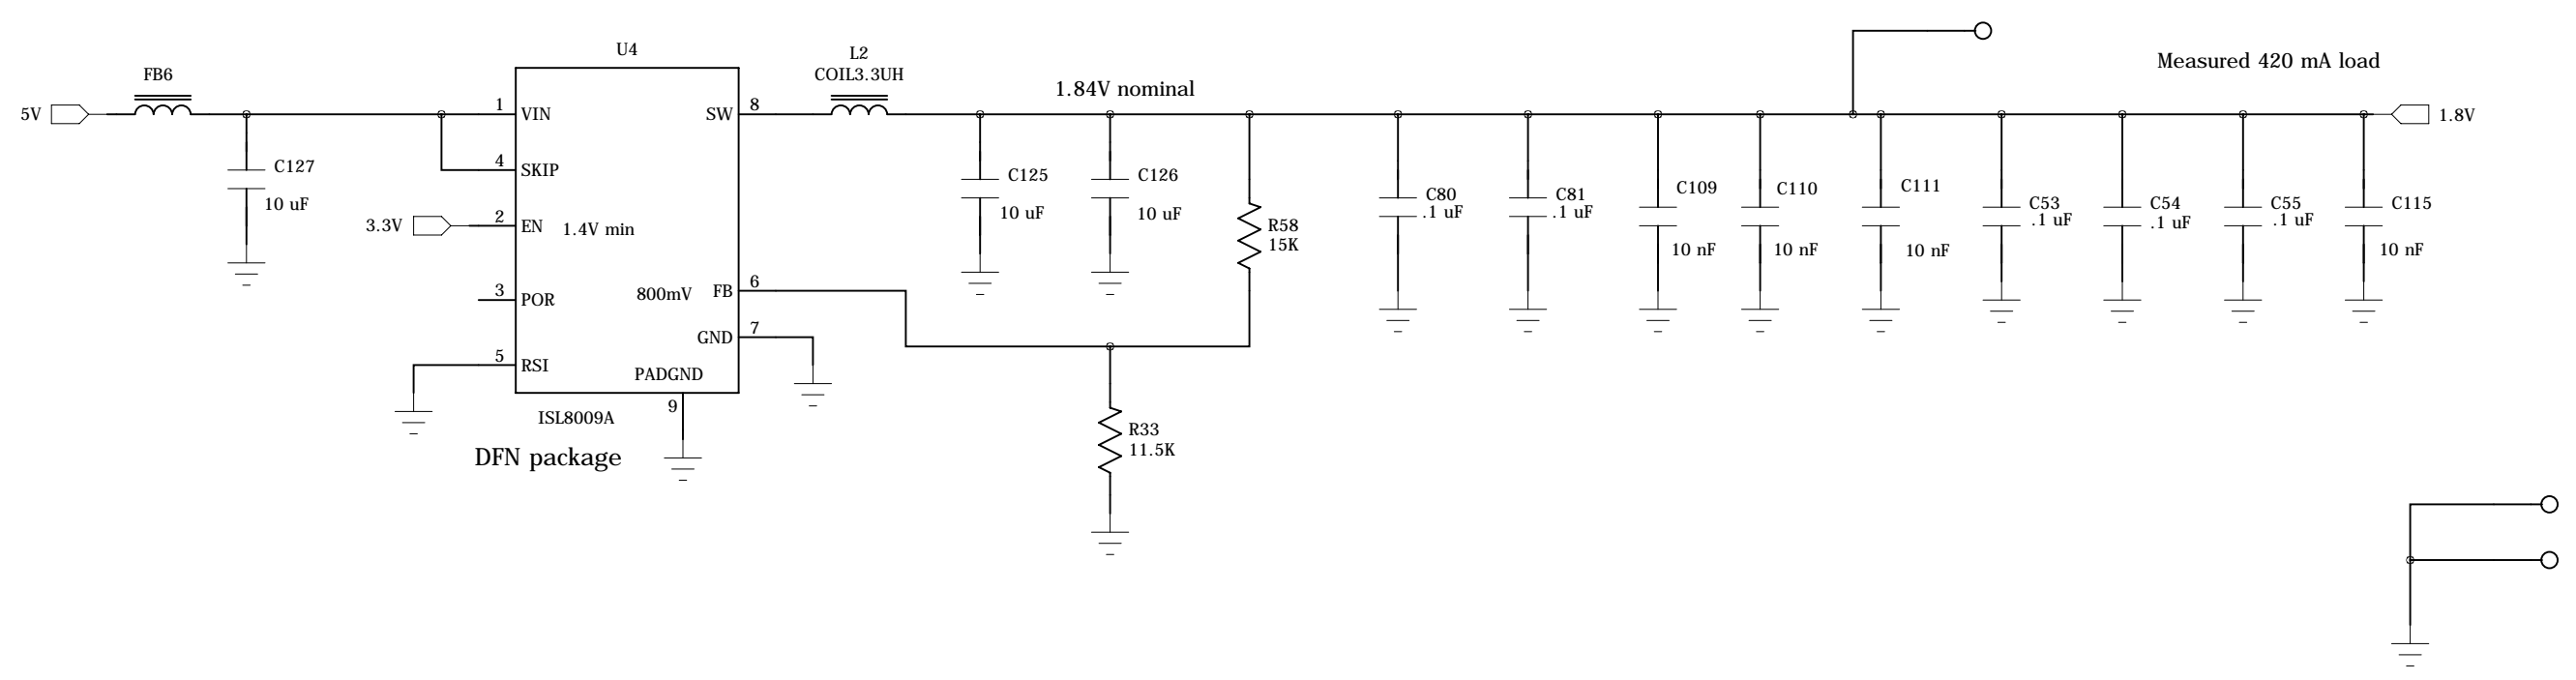 U4
L2
COIL3.3UH
FB6
1.84V nominal
Measured 420 mA load
5V
1
VIN
SW
8
1.8V
4
SKIP
C127
10 uF
C125
10 uF
C126
10 uF
C80
.1 uF
C81
.1 uF
C109
10 nF
C110
10 nF
C111
10 nF
C53
.1 uF
C54
.1 uF
C55
.1 uF
C115
10 nF
3.3V
2
EN
1.4V min
R58
15K
3
POR
800mV
FB
6
GND
7
5
RSI
PADGND
9
ISL8009A
DFN package
R33
11.5K